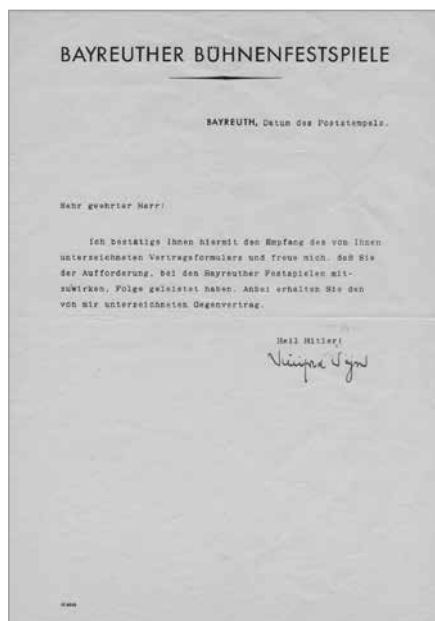 BAYREUTHER BÜHNENFESTSPIELE
BAYREUTH, Datum des Poststempels.
Sehr geehrter Herr!
Ich bestätige Ihnen hiermit den Empfang des von Ihnen
unterzeichneten Vertragsformulars und freue mich, daß Sie
der Aufforderung, bei den Bayreuther Festspielen mit-
zuwirken, Folge geleistet haben. Anbei erhalten Sie den
von mir unterzeichneten Gegenvertrag.
Heil Hitler!